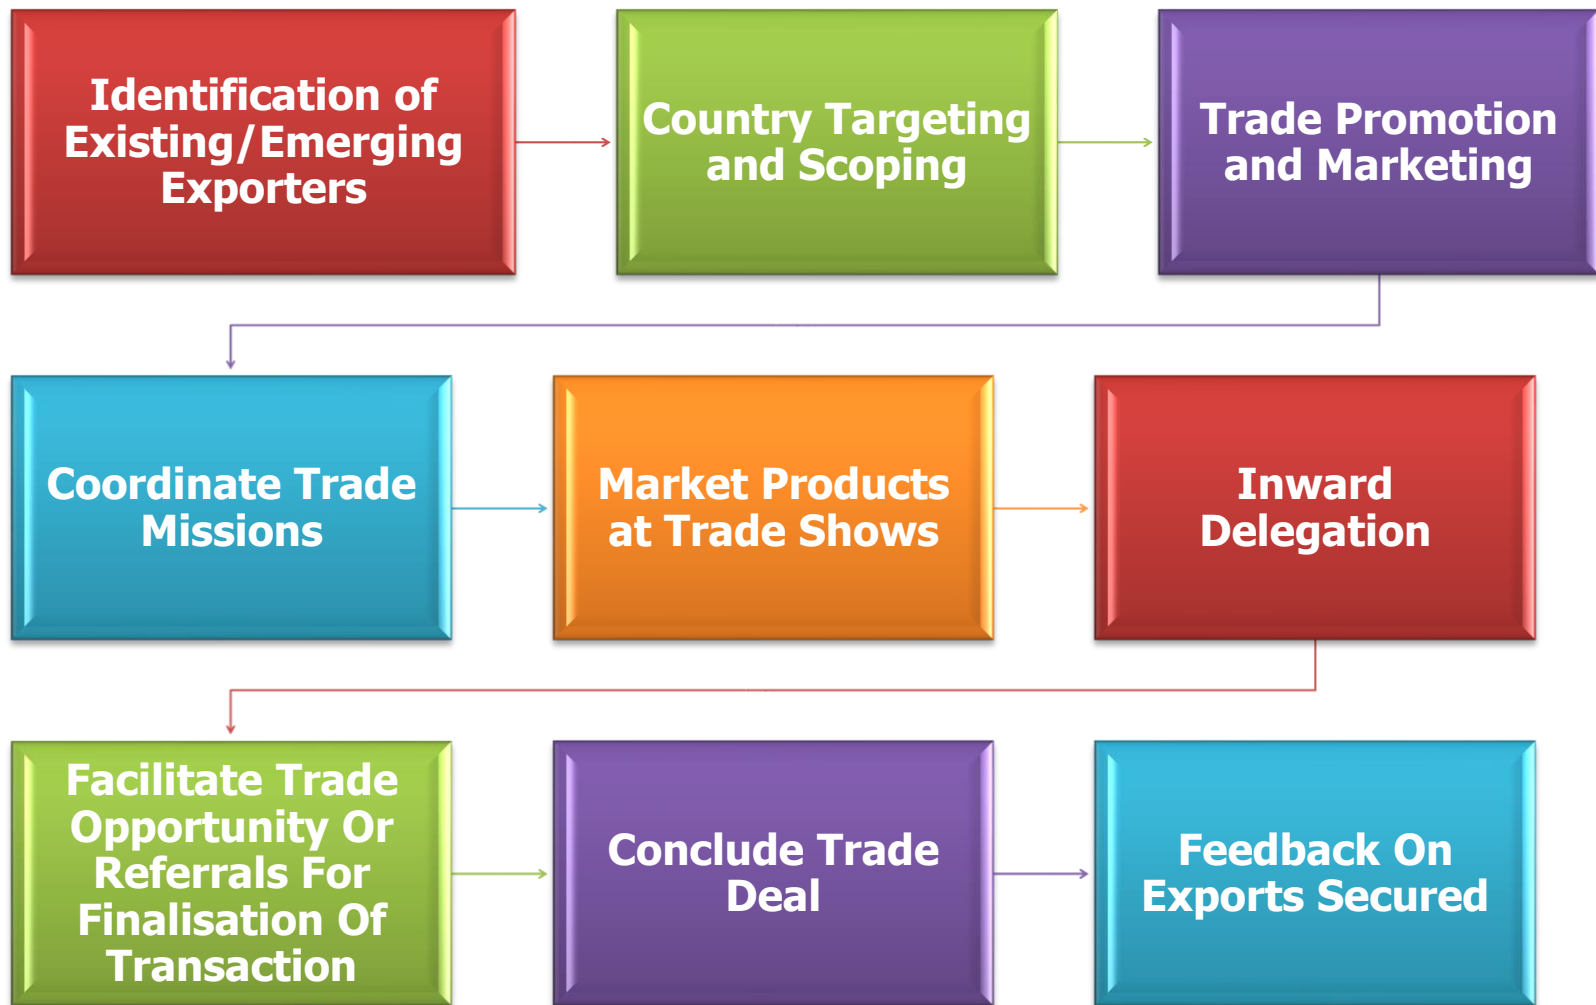 Identification of
Existing/Emerging
Exporters
Country Targeting
and Scoping
Trade Promotion
and Marketing
Coordinate Trade
Missions
Market Products
at Trade Shows
Inward
Delegation
Facilitate Trade
Opportunity Or
Referrals For
Finalisation Of
Transaction
Conclude Trade
Deal
Feedback On
Exports Secured